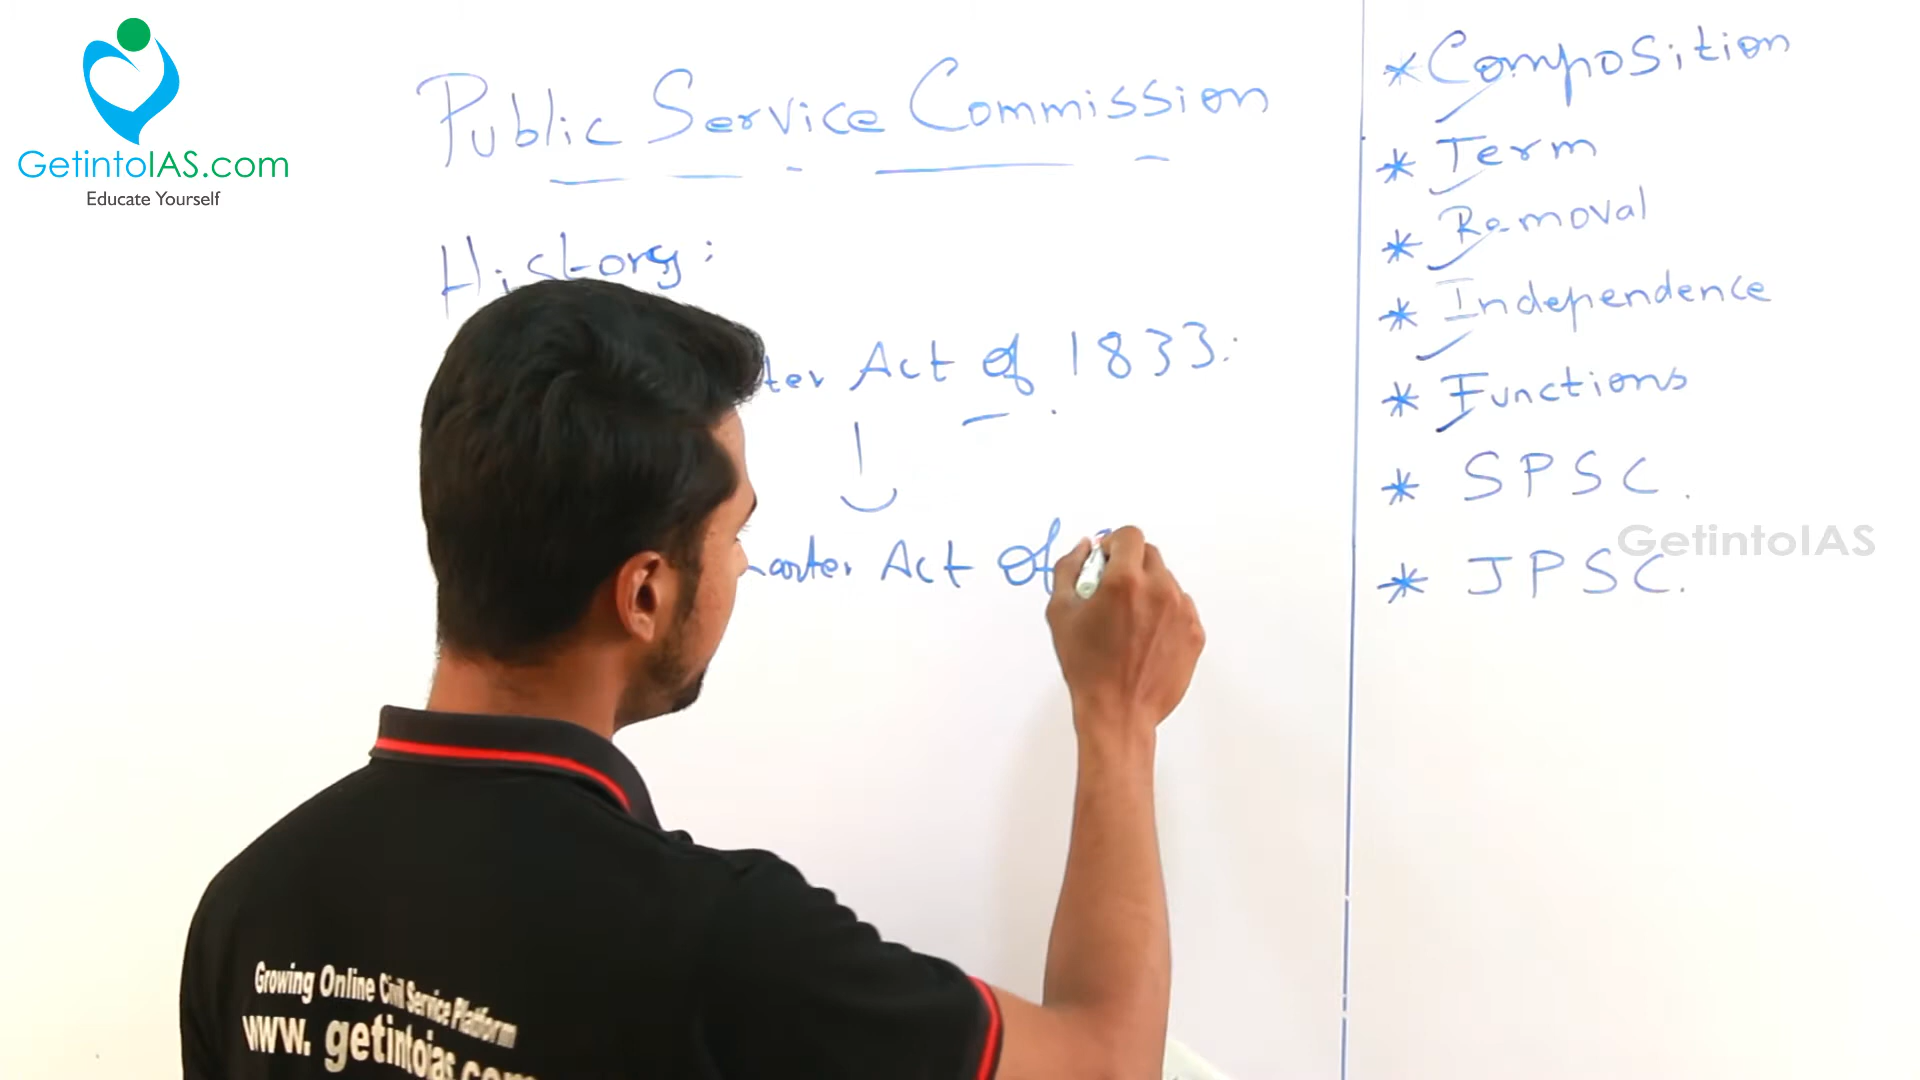 GetintoIAS.com
Educate Yourself
Public Service Commission
History:
Act of 1833.
Act of
* Composition
* Term
* Removal
* Independence
* Functions
* SPSC.
* JPSC.
GetintoIAS
Growing Online Civil Service Platform
www.getintoias.com